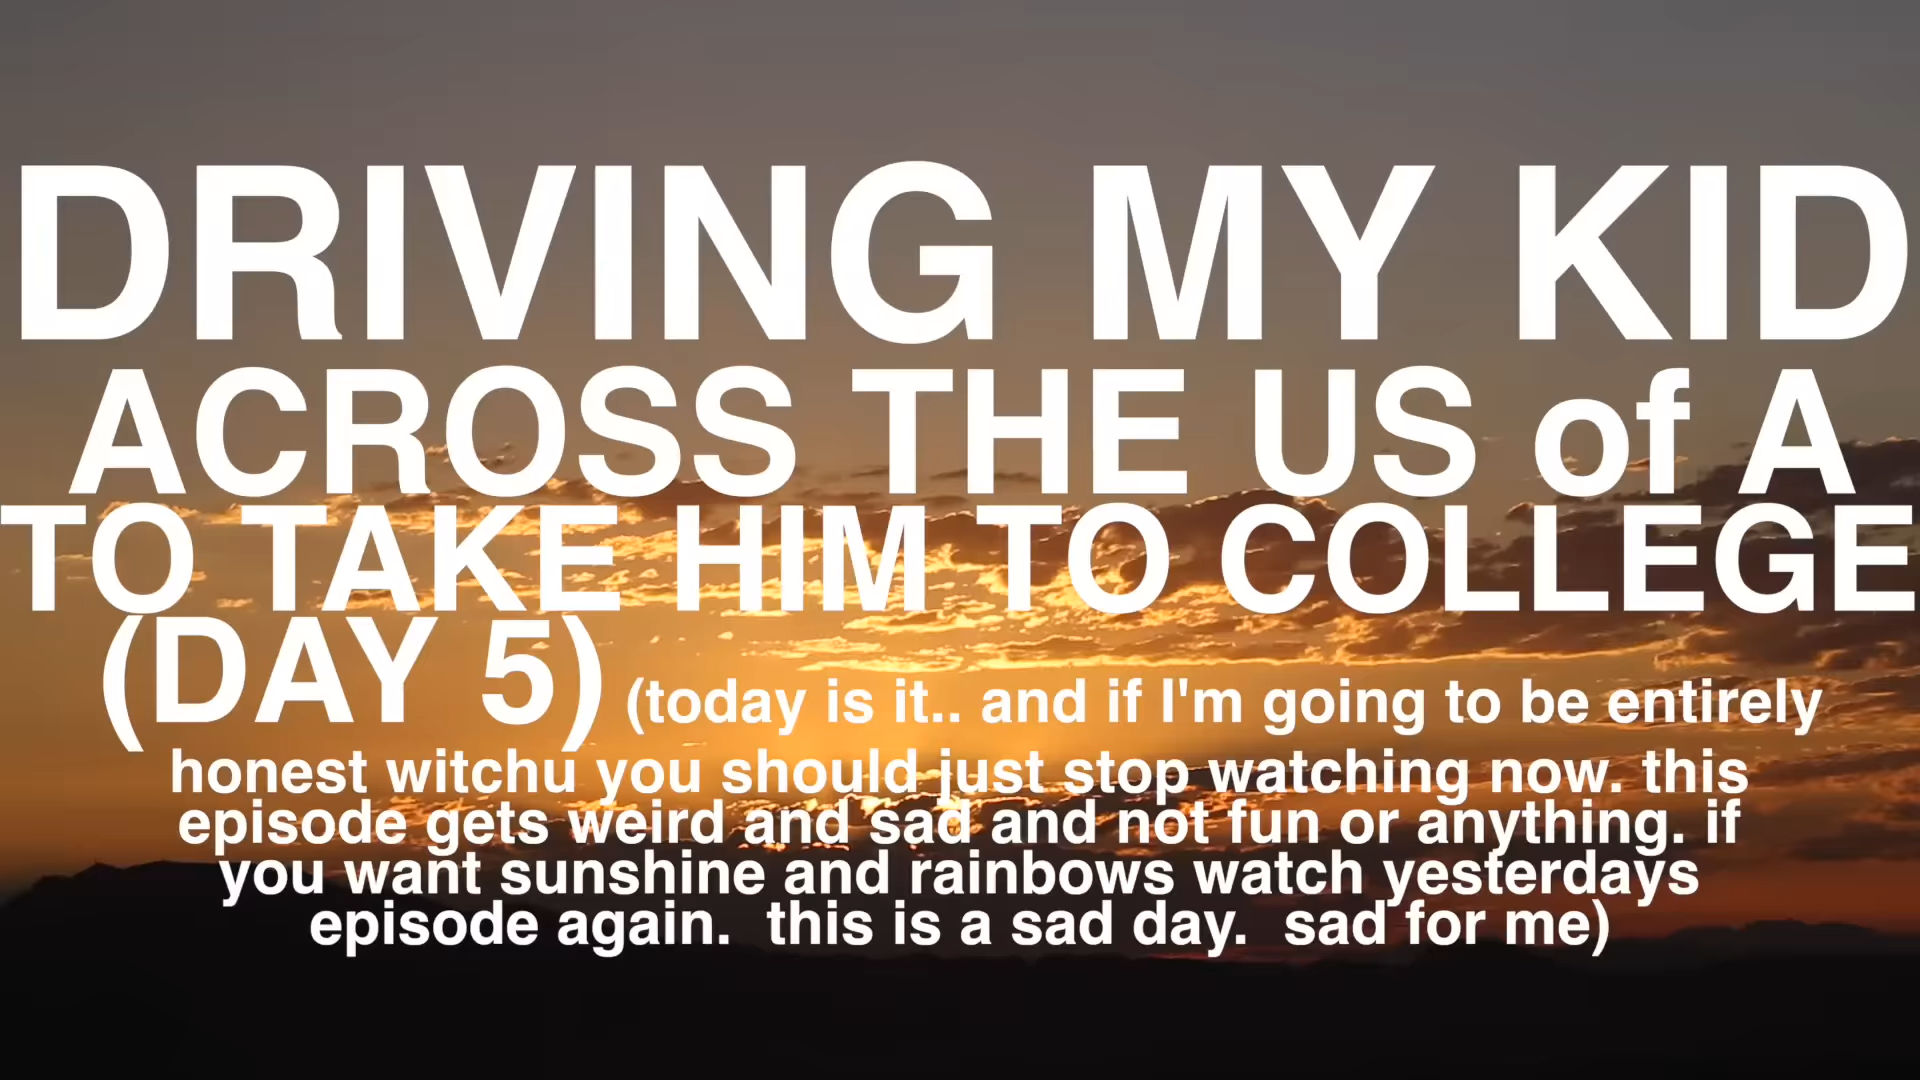 DRIVING MY KID
ACROSS THE US of A
TO TAKE HIM TO COLLEGE
(DAY 5) (today is it.. and if I'm going to be entirely
honest witchu you should just stop watching now. this
episode gets weird and sad and not fun or anything. if
you want sunshine and rainbows watch yesterdays
episode again.  this is a sad day.  sad for me)